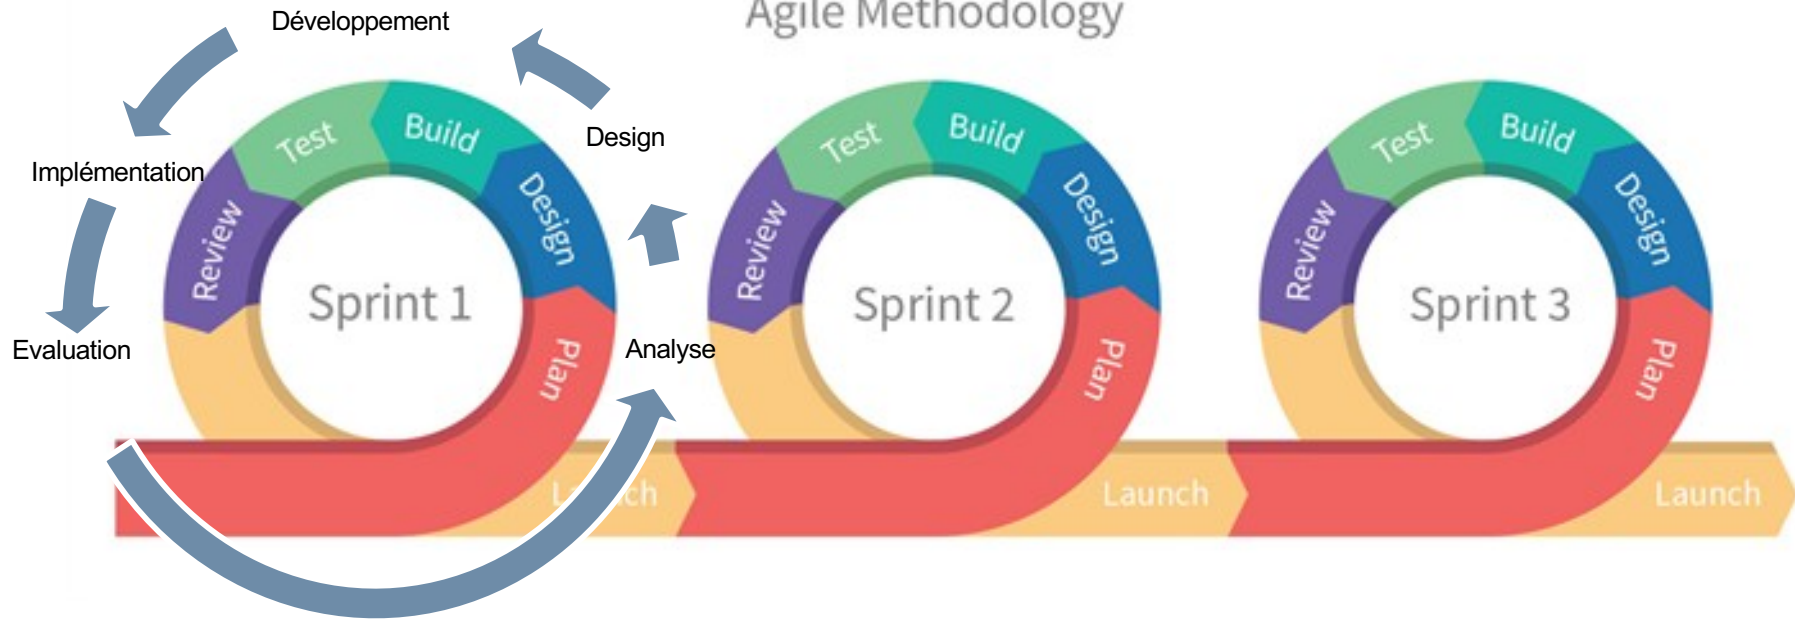 Agile Methodology
Développement
Design
Implémentation
Evaluation
Analyse
Test
Build
Design
Review
Plan
Sprint 1
Launch
Test
Build
Design
Review
Plan
Sprint 2
Launch
Test
Build
Design
Review
Plan
Sprint 3
Launch